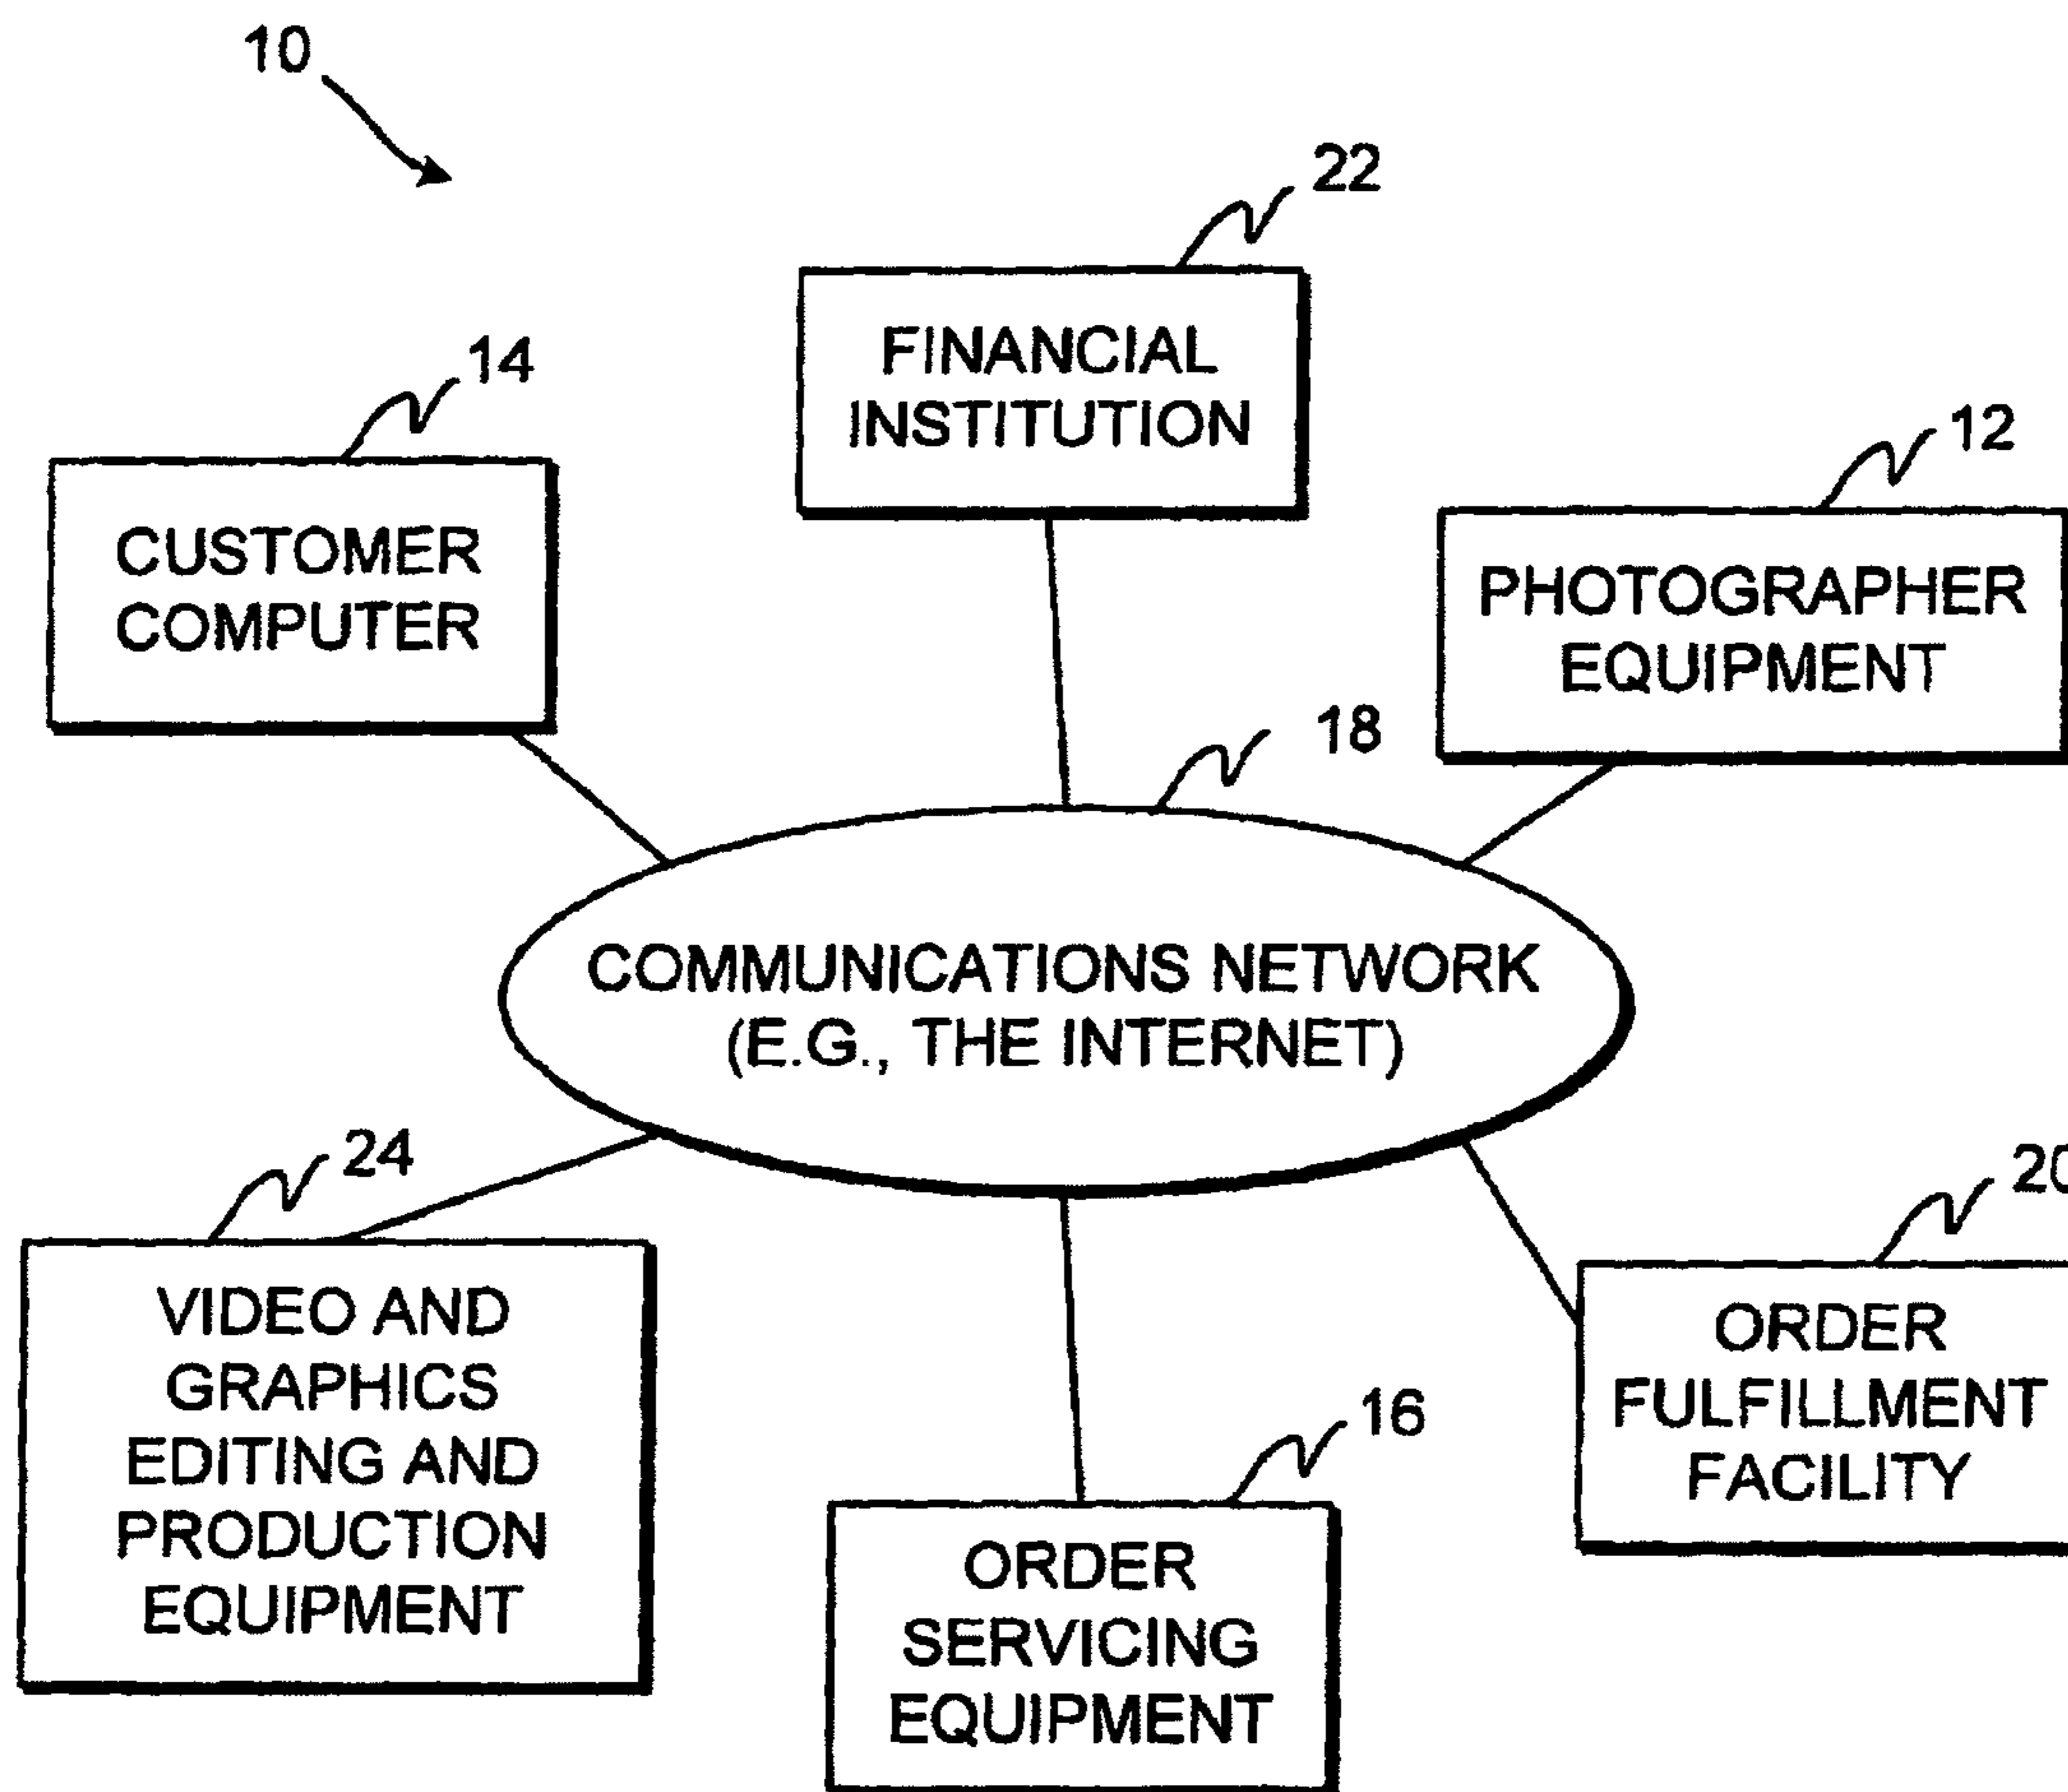 10
22
FINANCIAL
INSTITUTION
14
CUSTOMER
COMPUTER
12
PHOTOGRAPHER
EQUIPMENT
18
COMMUNICATIONS NETWORK
(E.G., THE INTERNET)
24
VIDEO AND
GRAPHICS
EDITING AND
PRODUCTION
EQUIPMENT
20
ORDER
FULFILLMENT
FACILITY
16
ORDER
SERVICING
EQUIPMENT